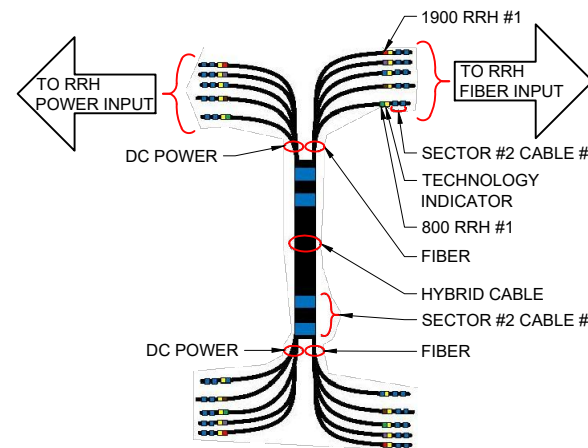 1900 RRH #1
TO RRH
POWER INPUT
TO RRH
FIBER INPUT
DC POWER
SECTOR #2 CABLE #
TECHNOLOGY
INDICATOR
800 RRH #1
FIBER
HYBRID CABLE
SECTOR #2 CABLE #
DC POWER
FIBER